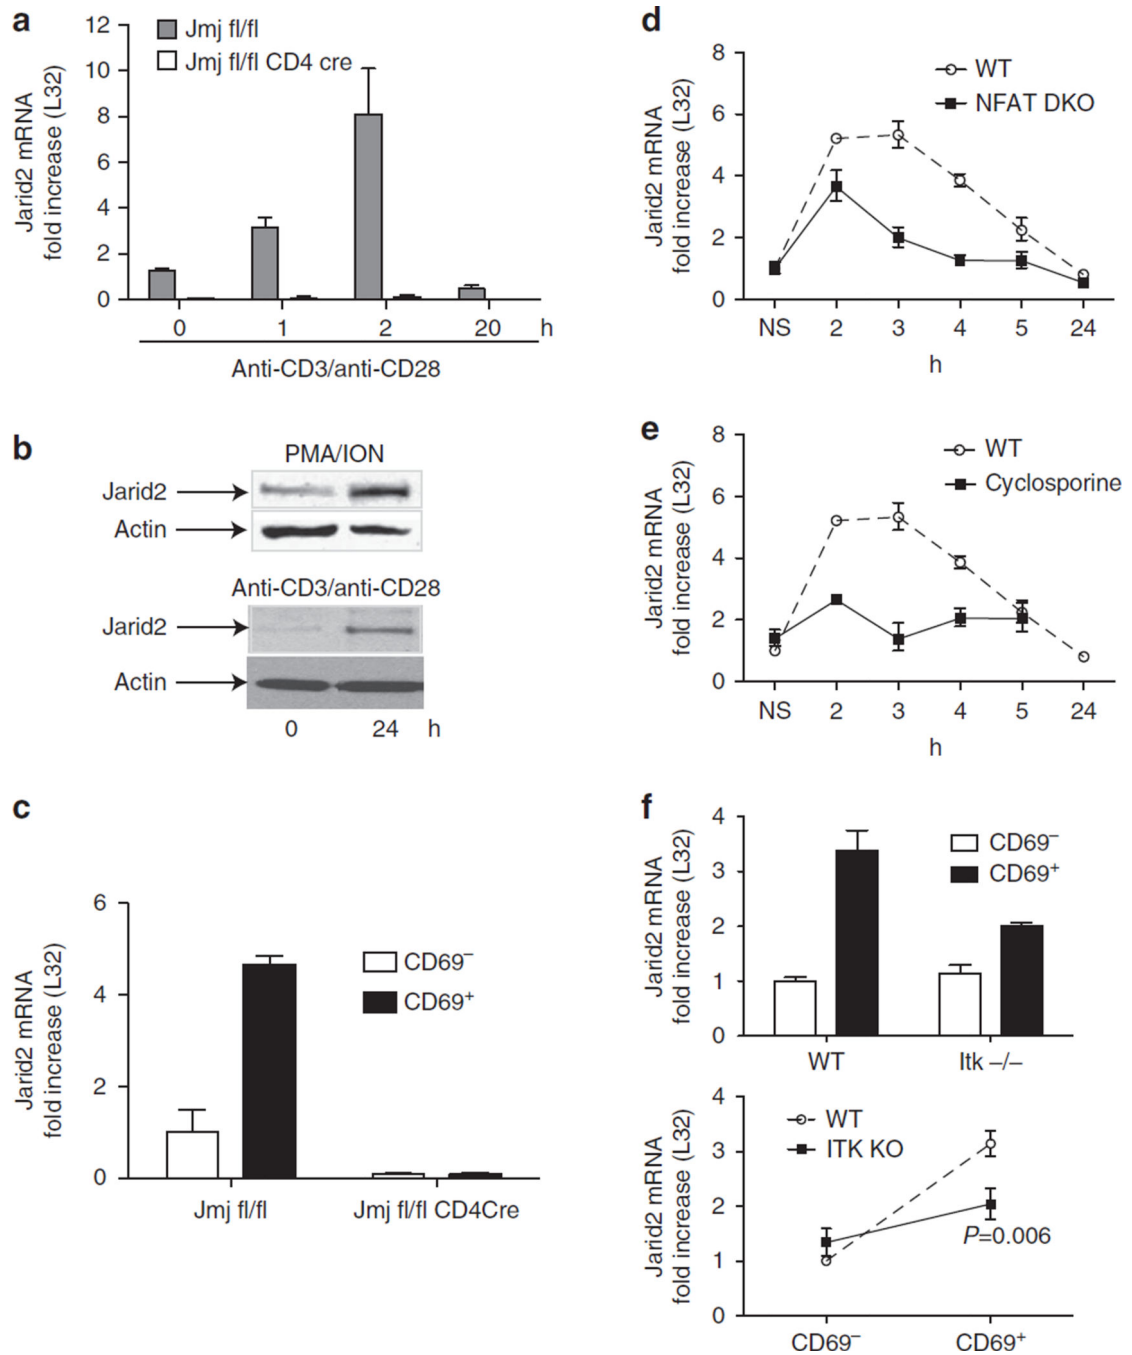 a
Jarid2 mRNA
fold increase (L32)
12
10
8
6
4
2
0
Jmj fl/fl
Jmj fl/fl CD4 cre
0 1 2 20 h
Anti-CD3/anti-CD28
b
PMA/ION
Jarid2
Actin
Anti-CD3/anti-CD28
Jarid2
Actin
0 24 h
c
Jarid2 mRNA
fold increase (L32)
6
4
2
0
CD69⁻
CD69⁺
Jmj fl/fl Jmj fl/fl CD4Cre
d
Jarid2 mRNA
fold increase (L32)
8
6
4
2
0
WT
NFAT DKO
NS 2 3 4 5 24
h
e
Jarid2 mRNA
fold increase (L32)
8
6
4
2
0
WT
Cyclosporine
NS 2 3 4 5 24
h
f
Jarid2 mRNA
fold increase (L32)
4
3
2
1
0
CD69⁻
CD69⁺
WT Itk –/–
Jarid2 mRNA
fold increase (L32)
4
3
2
1
0
WT
ITK KO
P=0.006
CD69⁻ CD69⁺